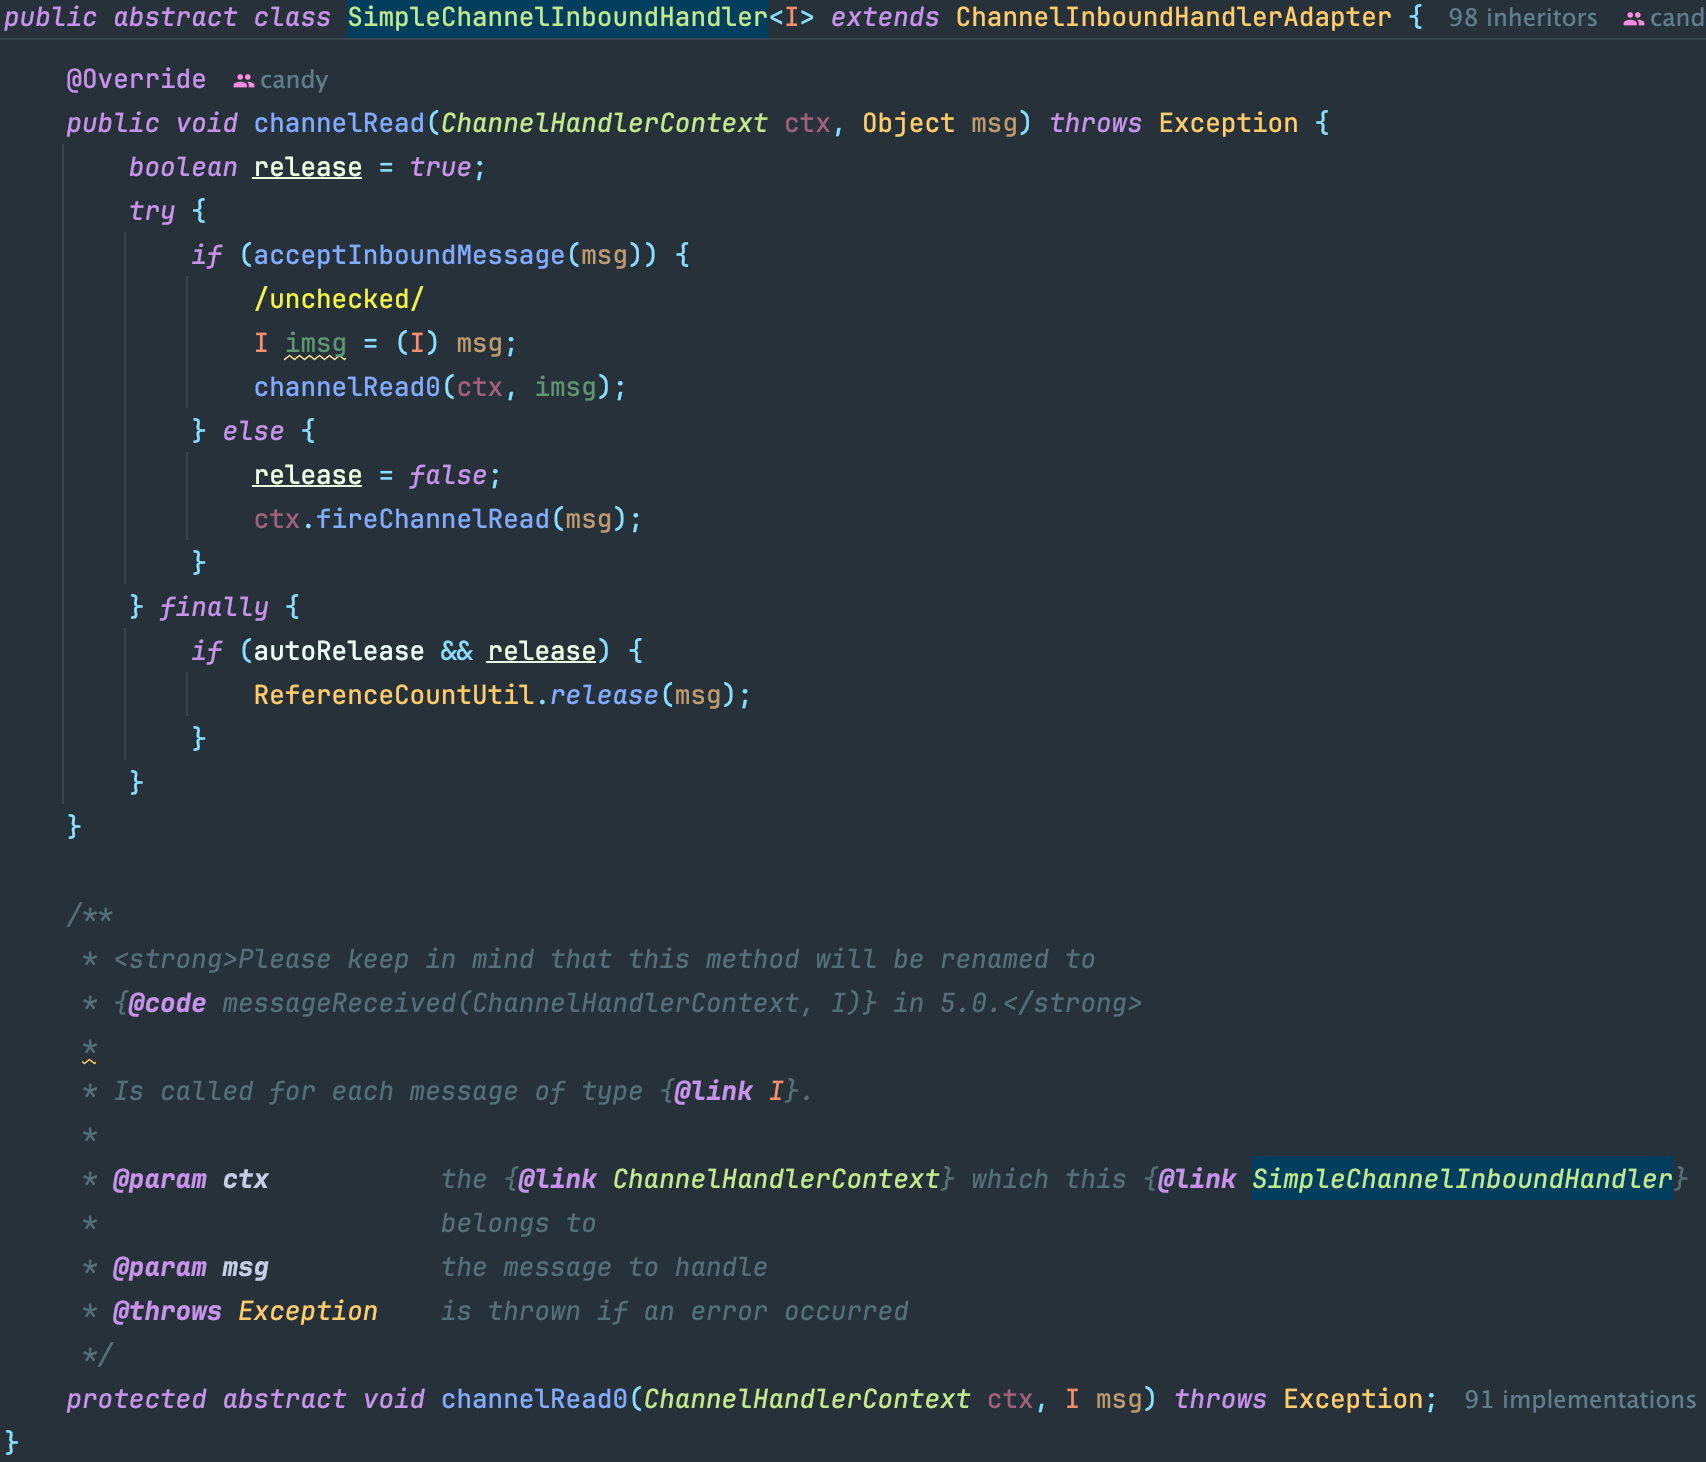 public abstract class SimpleChannelInboundHandler<I> extends ChannelInboundHandlerAdapter { 98 inheritors cand
@Override candy
public void channelRead(ChannelHandlerContext ctx, Object msg) throws Exception {
boolean release = true;
try {
if (acceptInboundMessage(msg)) {
/unchecked/
I imsg = (I) msg;
channelRead0(ctx, imsg);
} else {
release = false;
ctx.fireChannelRead(msg);
}
} finally {
if (autoRelease && release) {
ReferenceCountUtil.release(msg);
}
}
}
/**
* <strong>Please keep in mind that this method will be renamed to
* {@code messageReceived(ChannelHandlerContext, I)} in 5.0.</strong>
*
* Is called for each message of type {@link I}.
*
* @param ctx the {@link ChannelHandlerContext} which this {@link SimpleChannelInboundHandler}
* belongs to
* @param msg the message to handle
* @throws Exception is thrown if an error occurred
*/
protected abstract void channelRead0(ChannelHandlerContext ctx, I msg) throws Exception; 91 implementations
}